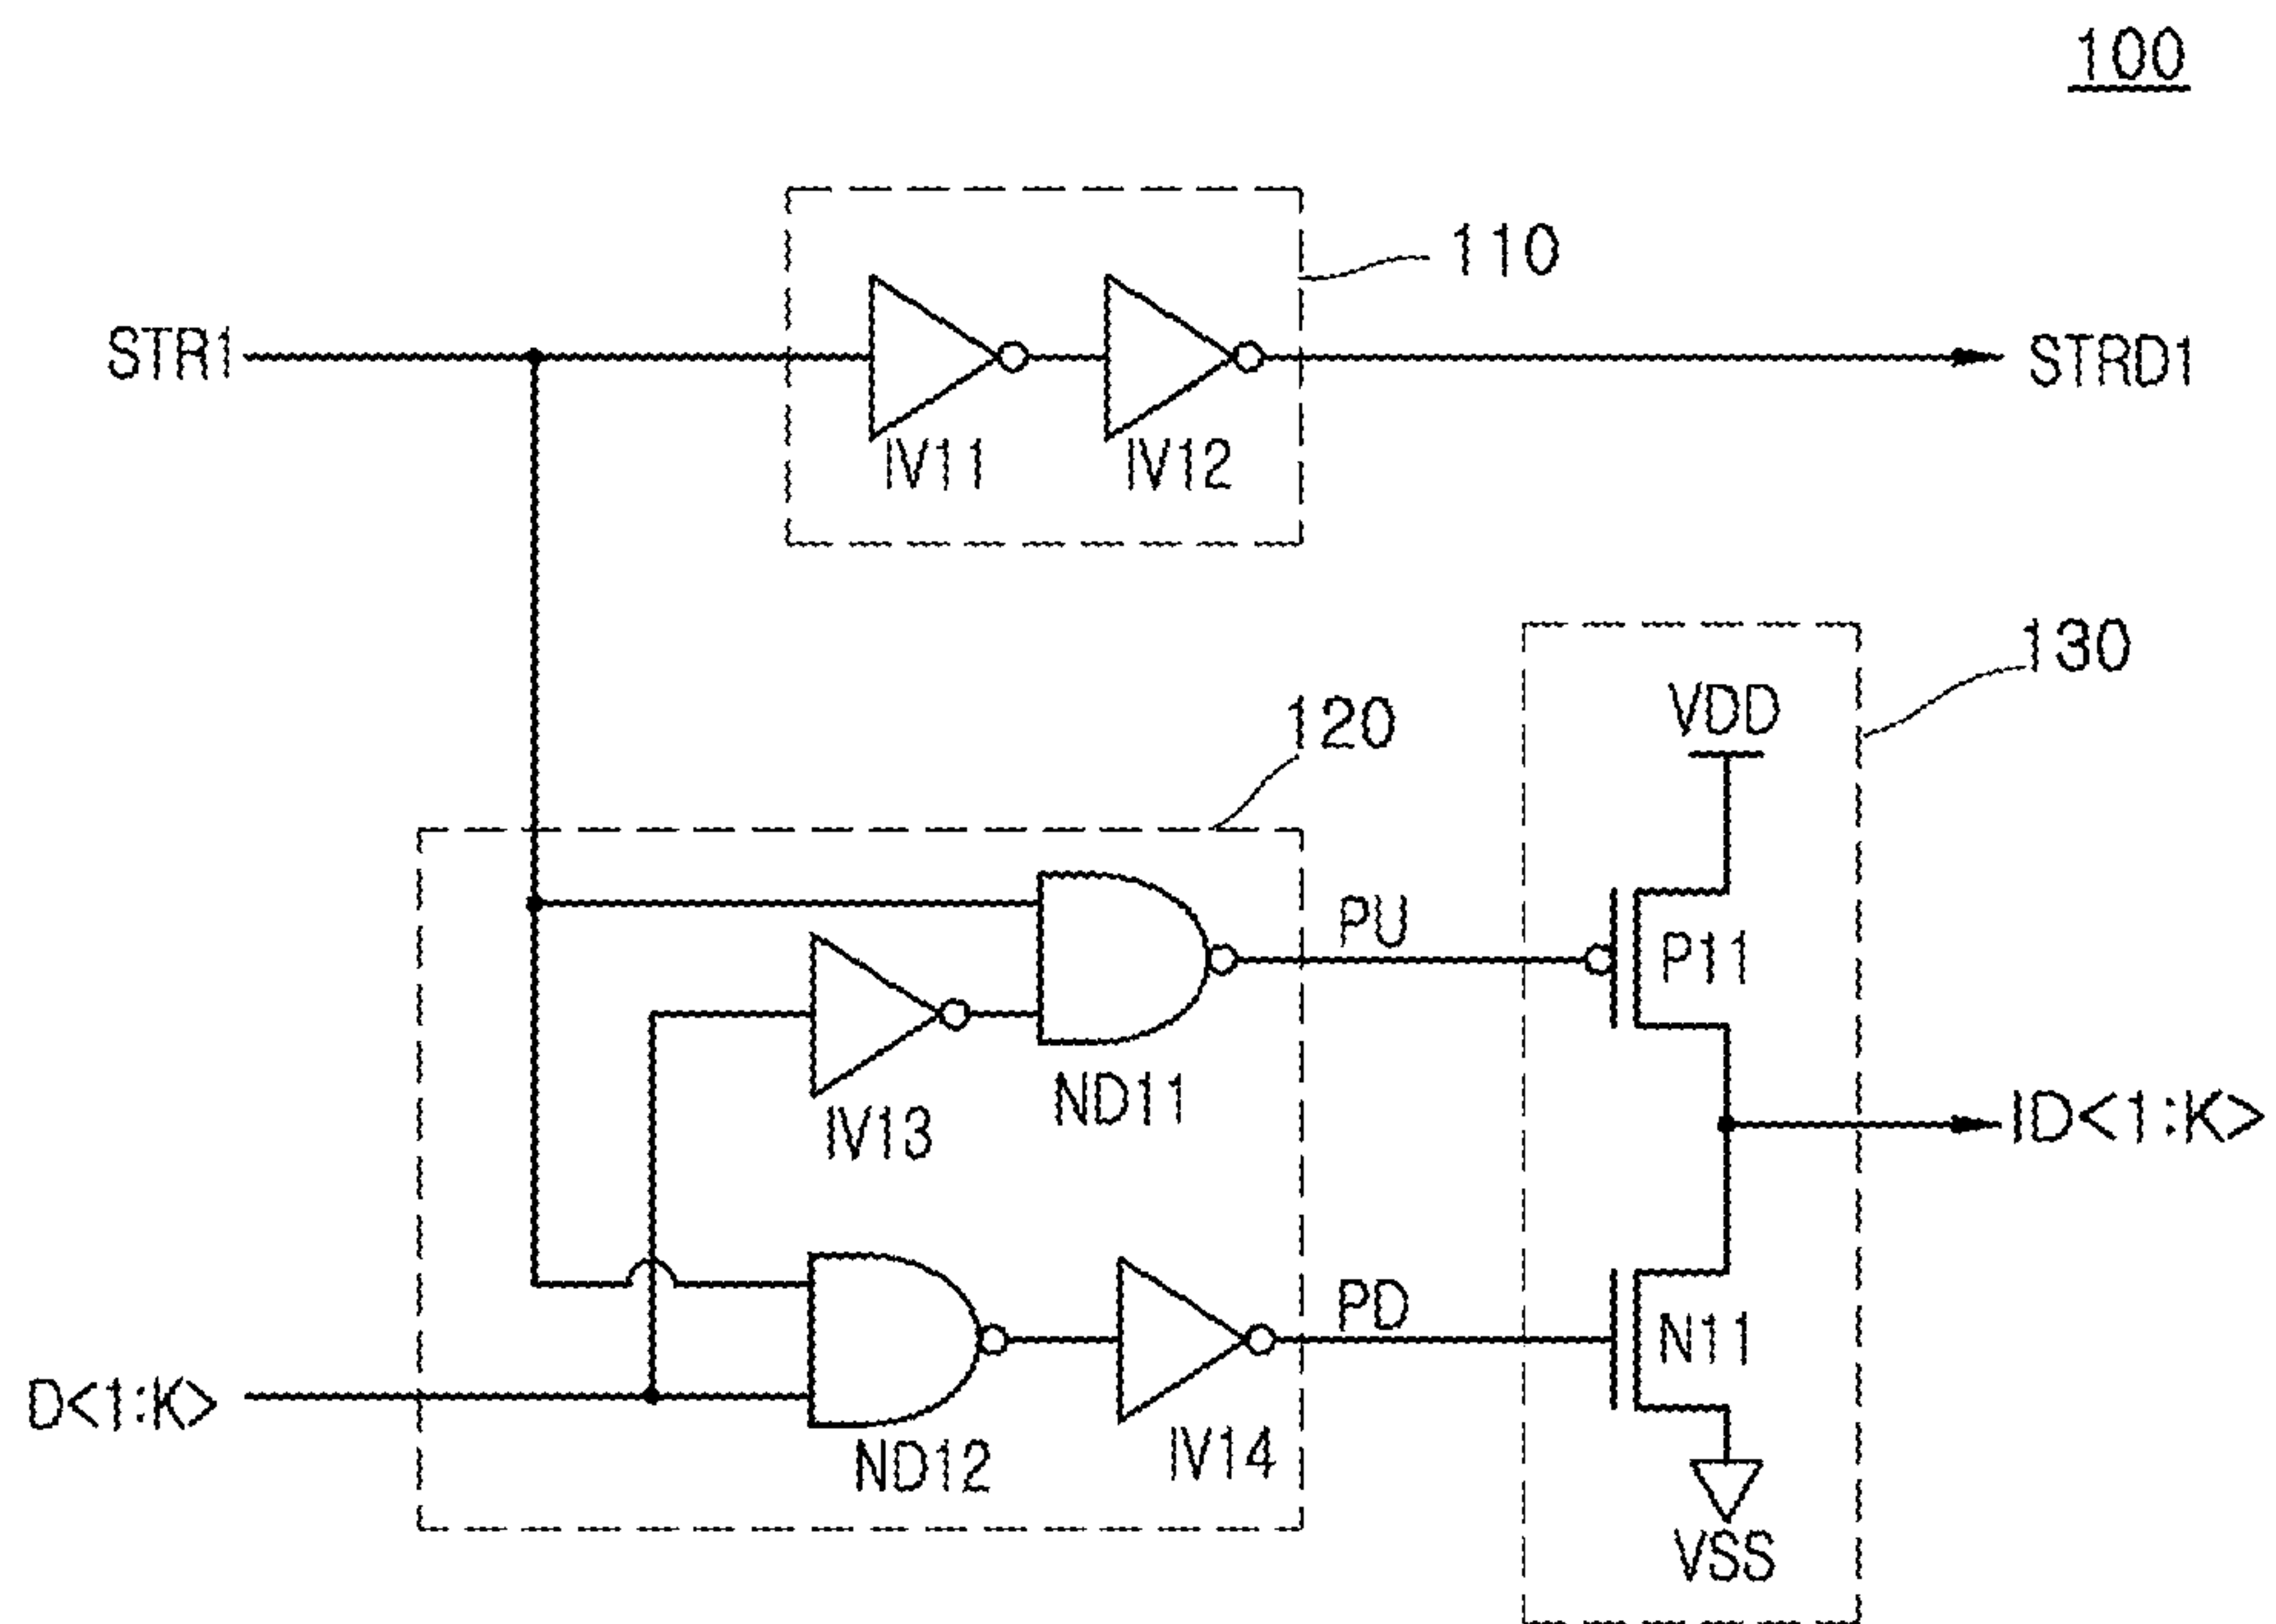 100
110
STR1
STRD1
IV11
IV12
130
VDD
120
PU
P11
ND11
IV13
ID<1:K>
PD
N11
D<1:K>
ND12
IV14
VSS